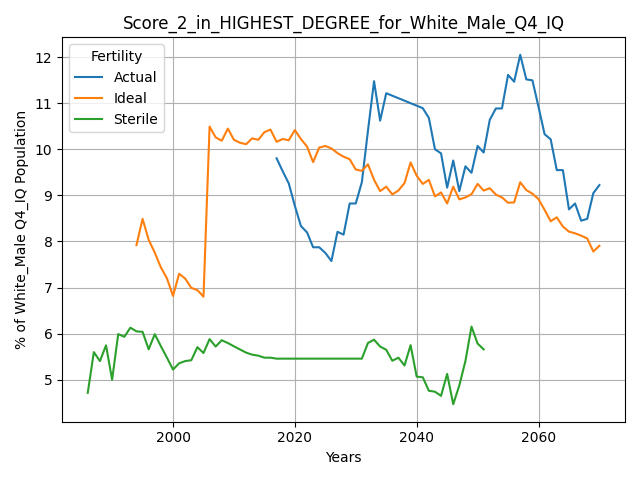 Score_2_in_HIGHEST_DEGREE_for_White_Male_Q4_IQ
Fertility
Actual
Ideal
Sterile
% of White_Male Q4_IQ Population
12
11
10
9
8
7
6
5
2000 2020 2040 2060
Years